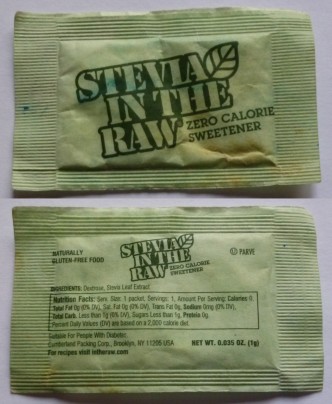 STEVIA
IN THE
RAW
ZERO CALORIE
SWEETENER
NATURALLY
GLUTEN-FREE FOOD
STEVIA
IN THE
RAW
ZERO CALORIE
SWEETENER
Ⓤ PARVE
INGREDIENTS: Dextrose, Stevia Leaf Extract
Nutrition Facts: Serv. Size: 1 packet, Servings: 1, Amount Per Serving: Calories 0,
Total Fat 0g (0% DV), Sat. Fat 0g (0% DV), Trans Fat 0g, Sodium 0mg (0% DV),
Total Carb. Less than 1g (0% DV), Sugars Less than 1g, Protein 0g.
Percent Daily Values (DV) are based on a 2,000 calorie diet.
Suitable For People With Diabetes.
Cumberland Packing Corp., Brooklyn, NY 11205 USA
NET WT. 0.035 OZ. (1g)
For recipes visit intheraw.com